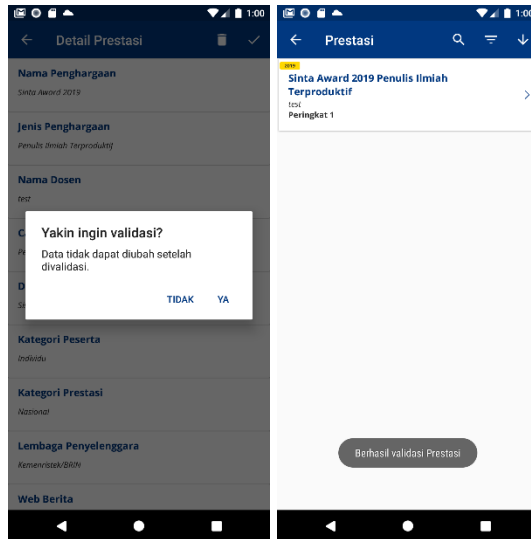 1:00
Detail Prestasi
Nama Penghargaan
Sinta Award 2019
Jenis Penghargaan
Penulis Ilmiah Terproduktif
Nama Dosen
test
Yakin ingin validasi?
Data tidak dapat diubah setelah
divalidasi.
TIDAK YA
Kategori Peserta
Individu
Kategori Prestasi
Nasional
Lembaga Penyelenggara
Kemenristek/BRIN
Web Berita
1:00
Prestasi
2019
Sinta Award 2019 Penulis Ilmiah
Terproduktif
test
Peringkat 1
Berhasil validasi Prestasi